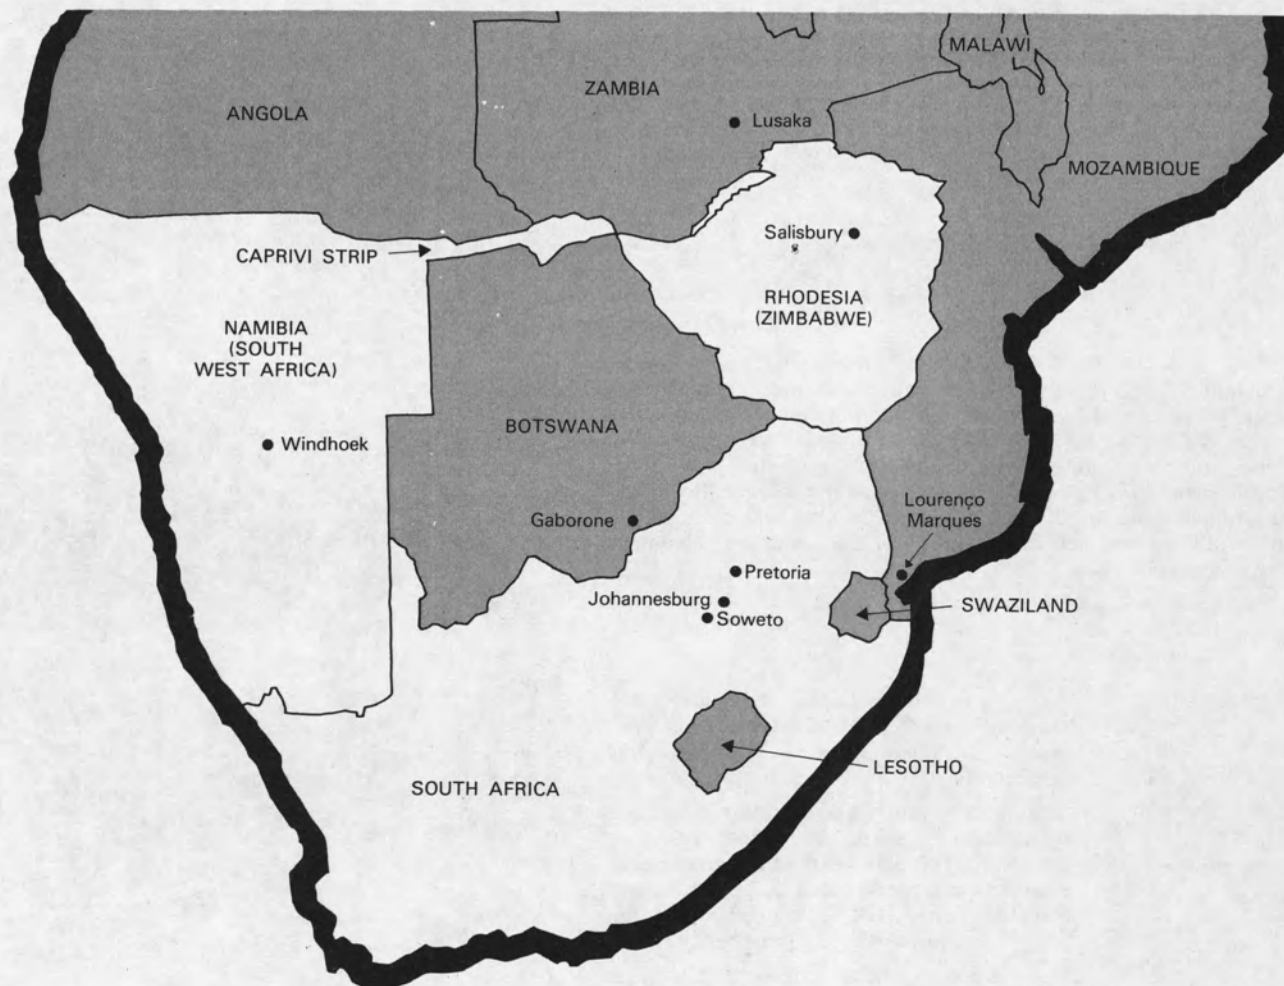 MALAWI
ZAMBIA
ANGOLA
Lusaka
MOZAMBIQUE
Salisbury
CAPRIVI STRIP
RHODESIA
(ZIMBABWE)
NAMIBIA
(SOUTH
WEST AFRICA)
BOTSWANA
Windhoek
Lourenço
Marques
Gaborone
Pretoria
Johannesburg
SWAZILAND
Soweto
LESOTHO
SOUTH AFRICA